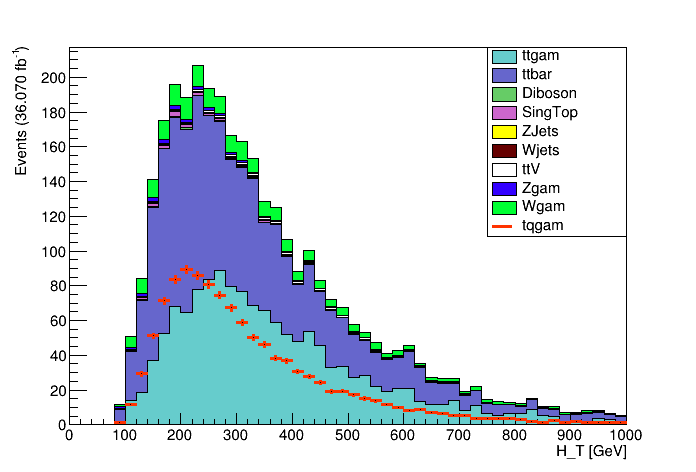 Events (36.070 fb⁻¹)
200
180
160
140
120
100
80
60
40
20
0
0 100 200 300 400 500 600 700 800 900 1000
H_T [GeV]
ttgam
ttbar
Diboson
SingTop
ZJets
Wjets
ttV
Zgam
Wgam
tqgam